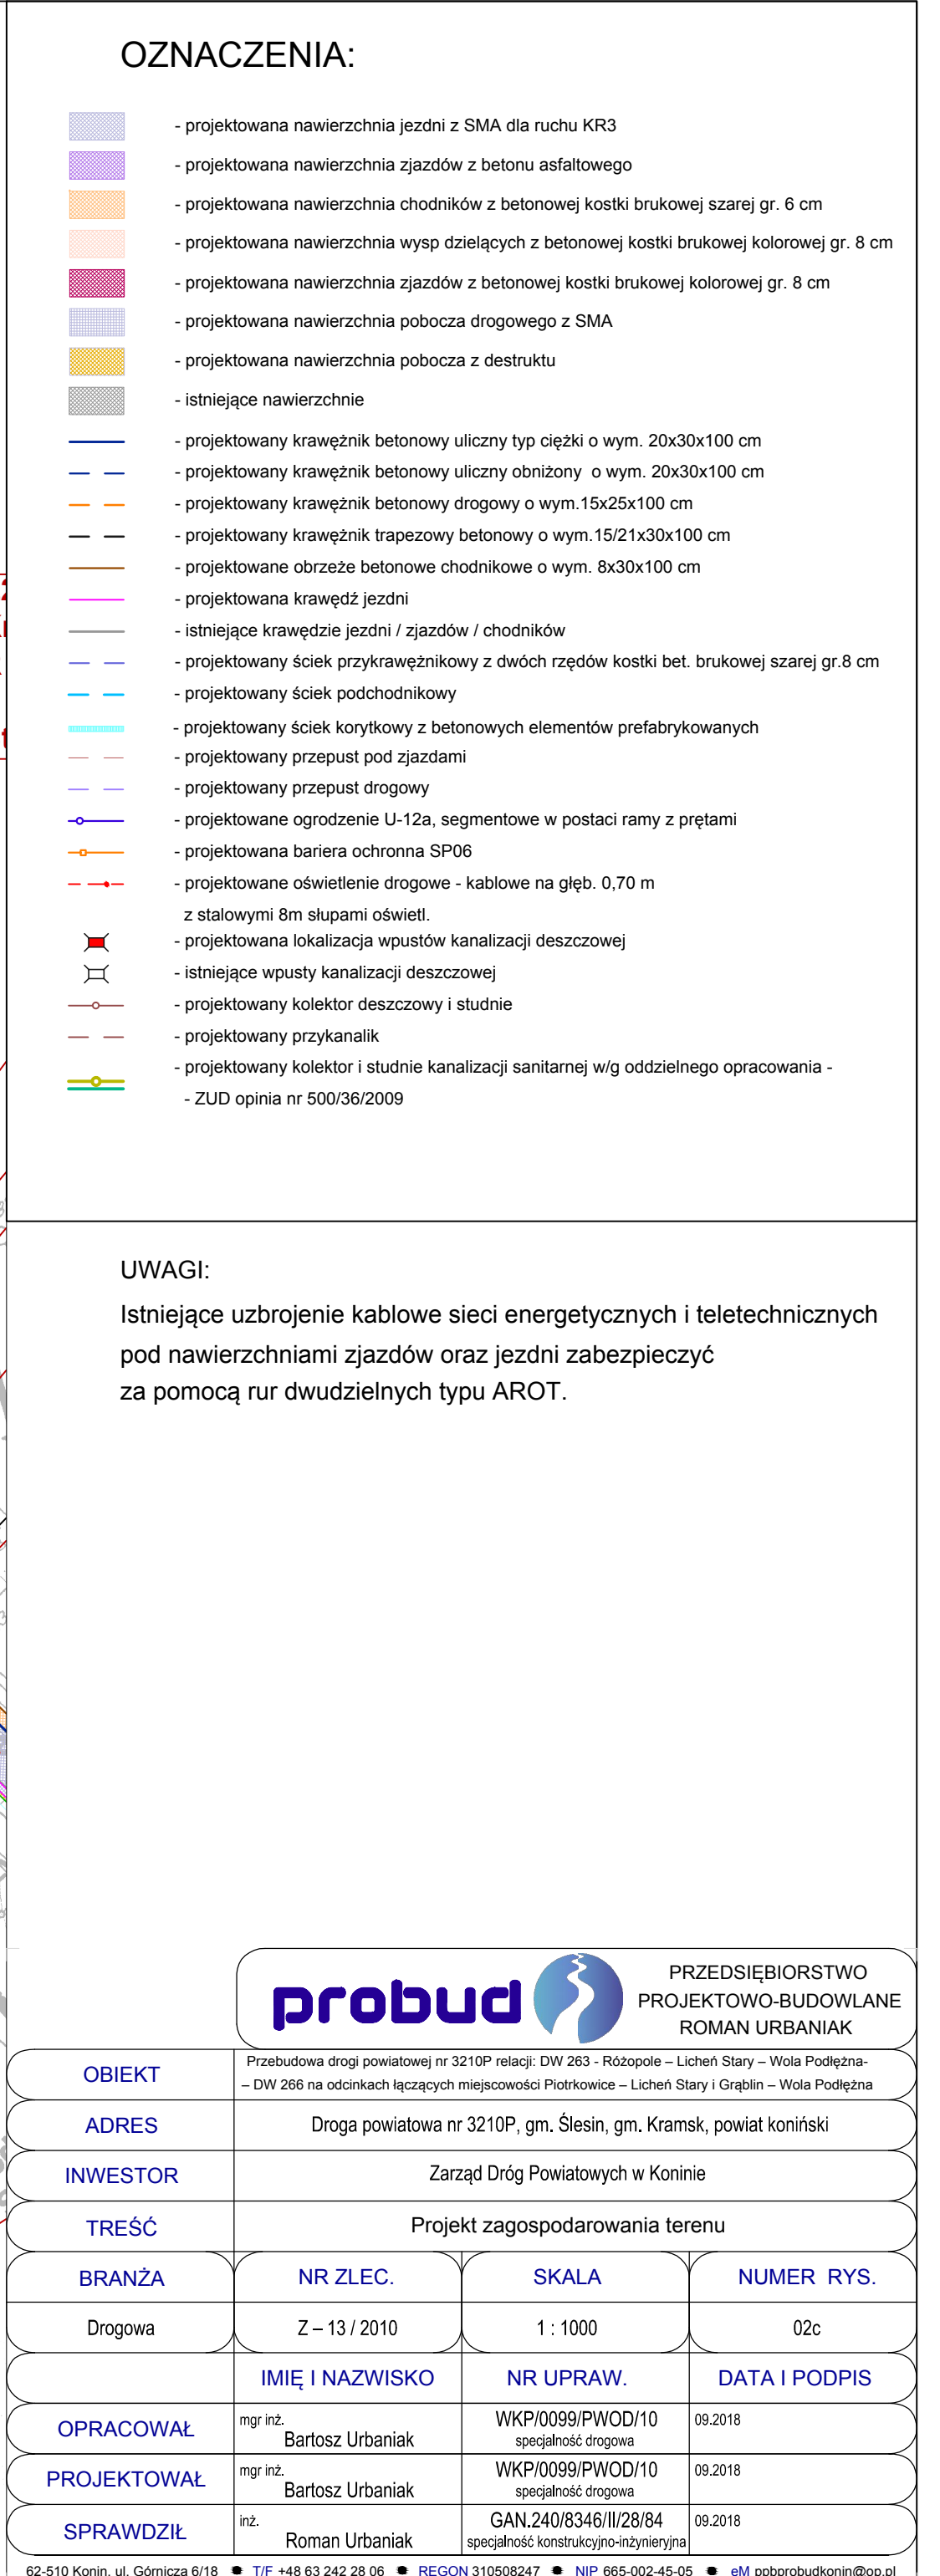 OZNACZENIA:
- projektowana nawierzchnia jezdni z SMA dla ruchu KR3
- projektowana nawierzchnia zjazdów z betonu asfaltowego
- projektowana nawierzchnia chodników z betonowej kostki brukowej szarej gr. 6 cm
- projektowana nawierzchnia wysp dzielących z betonowej kostki brukowej kolorowej gr. 8 cm
- projektowana nawierzchnia zjazdów z betonowej kostki brukowej kolorowej gr. 8 cm
- projektowana nawierzchnia pobocza drogowego z SMA
- projektowana nawierzchnia pobocza z destruktu
- istniejące nawierzchnie
- projektowany krawężnik betonowy uliczny typ ciężki o wym. 20x30x100 cm
- projektowany krawężnik betonowy uliczny obniżony o wym. 20x30x100 cm
- projektowany krawężnik betonowy drogowy o wym.15x25x100 cm
- projektowany krawężnik trapezowy betonowy o wym.15/21x30x100 cm
- projektowane obrzeże betonowe chodnikowe o wym. 8x30x100 cm
- projektowana krawędź jezdni
- istniejące krawędzie jezdni / zjazdów / chodników
- projektowany ściek przykrawężnikowy z dwóch rzędów kostki bet. brukowej szarej gr.8 cm
- projektowany ściek podchodnikowy
- projektowany ściek korytkowy z betonowych elementów prefabrykowanych
- projektowany przepust pod zjazdami
- projektowany przepust drogowy
- projektowane ogrodzenie U-12a, segmentowe w postaci ramy z prętami
- projektowana bariera ochronna SP06
- projektowane oświetlenie drogowe - kablowe na głęb. 0,70 m
z stalowymi 8m słupami oświetl.
- projektowana lokalizacja wpustów kanalizacji deszczowej
- istniejące wpusty kanalizacji deszczowej
- projektowany kolektor deszczowy i studnie
- projektowany przykanalik
- projektowany kolektor i studnie kanalizacji sanitarnej w/g oddzielnego opracowania -
- ZUD opinia nr 500/36/2009
UWAGI:
Istniejące uzbrojenie kablowe sieci energetycznych i teletechnicznych
pod nawierzchniami zjazdów oraz jezdni zabezpieczyć
za pomocą rur dwudzielnych typu AROT.
probud
PRZEDSIĘBIORSTWO
PROJEKTOWO-BUDOWLANE
ROMAN URBANIAK
OBIEKT
Przebudowa drogi powiatowej nr 3210P relacji: DW 263 - Różopole – Licheń Stary – Wola Podłężna-
– DW 266 na odcinkach łączących miejscowości Piotrkowice – Licheń Stary i Grąblin – Wola Podłężna
ADRES Droga powiatowa nr 3210P, gm. Ślesin, gm. Kramsk, powiat koniński
INWESTOR Zarząd Dróg Powiatowych w Koninie
TREŚĆ Projekt zagospodarowania terenu
BRANŻA NR ZLEC. SKALA NUMER RYS.
Drogowa Z – 13 / 2010 1 : 1000 02c
IMIĘ I NAZWISKO NR UPRAW. DATA I PODPIS
OPRACOWAŁ mgr inż. Bartosz Urbaniak WKP/0099/PWOD/10 09.2018
specjalność drogowa
PROJEKTOWAŁ mgr inż. Bartosz Urbaniak WKP/0099/PWOD/10 09.2018
specjalność drogowa
SPRAWDZIŁ inż. Roman Urbaniak GAN.240/8346/II/28/84 09.2018
specjalność konstrukcyjno-inżynieryjna
62-510 Konin, ul. Górnicza 6/18 T/F +48 63 242 28 06 REGON 310508247 NIP 665-002-45-05 eM ppbprobudkonin@op.pl